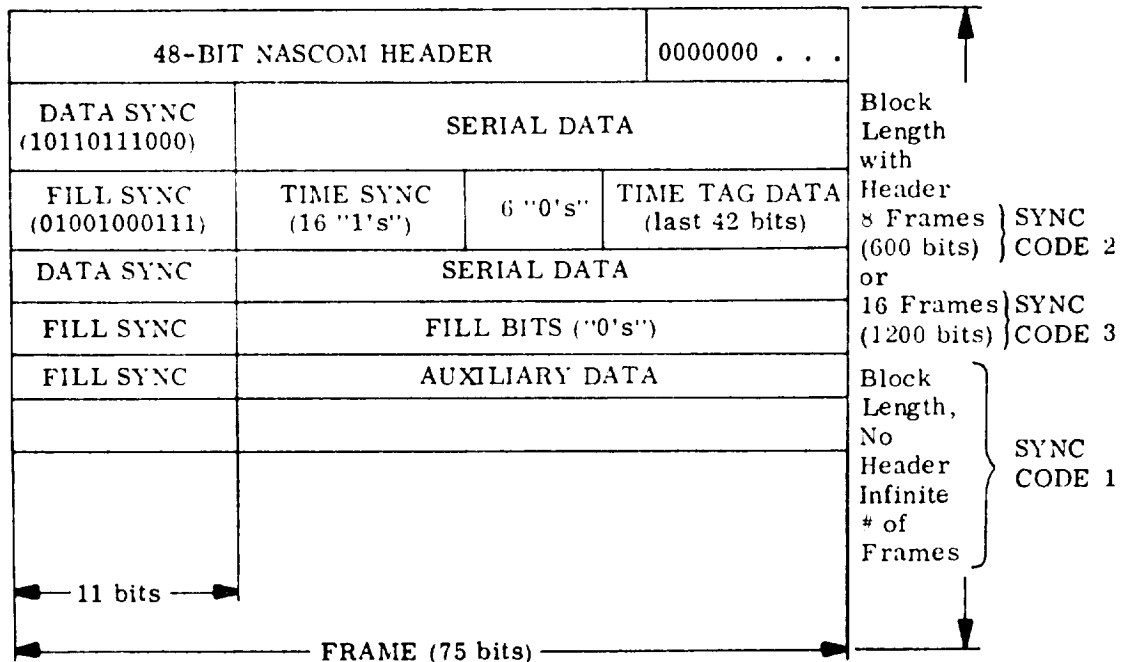 48-BIT NASCOM HEADER
0000000 . . .
DATA SYNC
(10110111000)
SERIAL DATA
FILL SYNC
(01001000111)
TIME SYNC
(16 "1's")
6 "0's"
TIME TAG DATA
(last 42 bits)
DATA SYNC
SERIAL DATA
FILL SYNC
FILL BITS ("0's")
FILL SYNC
AUXILIARY DATA
11 bits
FRAME (75 bits)
Block
Length
with
Header
8 Frames
(600 bits)
SYNC
CODE 2
or
16 Frames
(1200 bits)
SYNC
CODE 3
Block
Length,
No
Header
Infinite
# of
Frames
SYNC
CODE 1